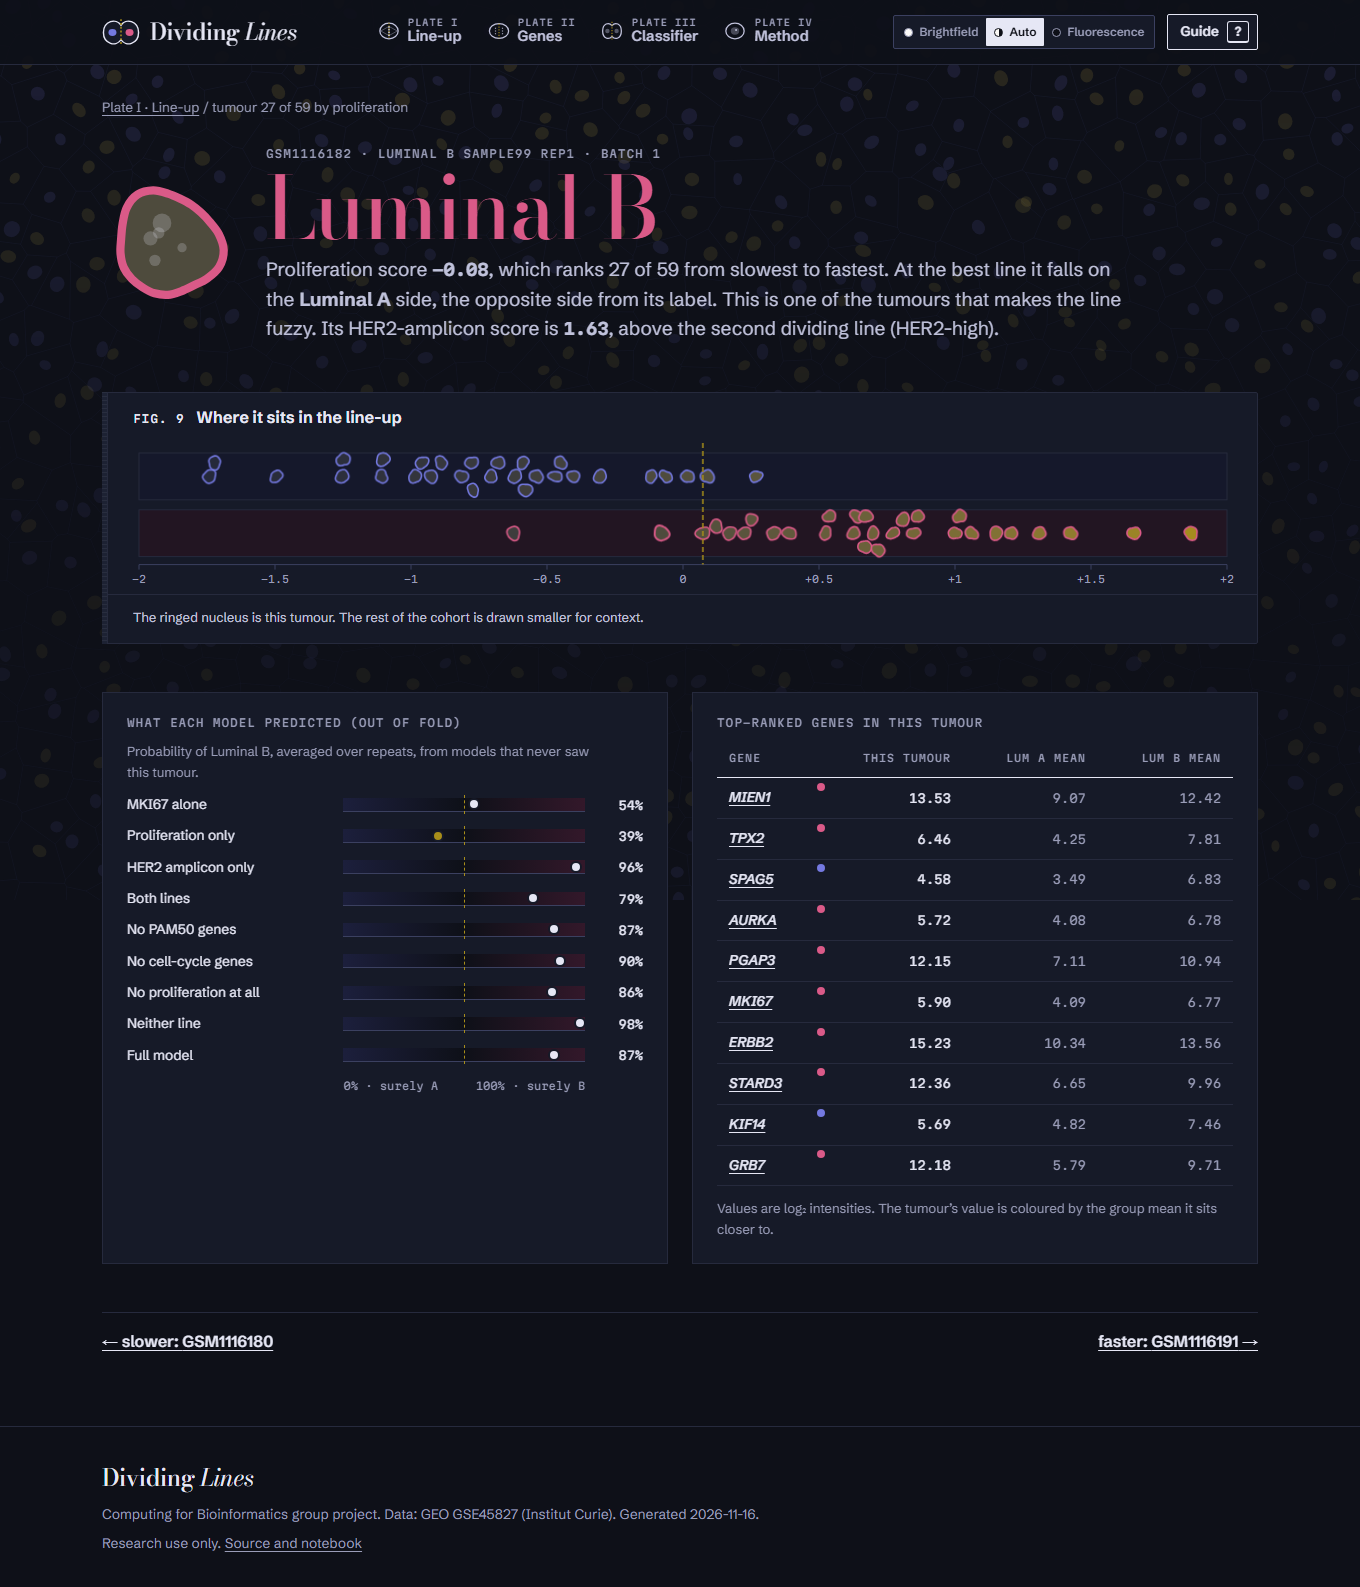 Dividing Lines
PLATE I
Line-up
PLATE II
Genes
PLATE III
Classifier
PLATE IV
Method
Brightfield
Auto
Fluorescence
Guide ?
Plate I · Line-up / tumour 27 of 59 by proliferation
GSM1116182 · LUMINAL B SAMPLE99 REP1 · BATCH 1
Luminal B
Proliferation score −0.08, which ranks 27 of 59 from slowest to fastest. At the best line it falls on
the Luminal A side, the opposite side from its label. This is one of the tumours that makes the line
fuzzy. Its HER2-amplicon score is 1.63, above the second dividing line (HER2-high).
FIG. 9 Where it sits in the line-up
−2 −1.5 −1 −0.5 0 +0.5 +1 +1.5 +2
The ringed nucleus is this tumour. The rest of the cohort is drawn smaller for context.
WHAT EACH MODEL PREDICTED (OUT OF FOLD)
Probability of Luminal B, averaged over repeats, from models that never saw
this tumour.
MKI67 alone 54%
Proliferation only 39%
HER2 amplicon only 96%
Both lines 79%
No PAM50 genes 87%
No cell-cycle genes 90%
No proliferation at all 86%
Neither line 98%
Full model 87%
0% · surely A 100% · surely B
TOP-RANKED GENES IN THIS TUMOUR
GENE THIS TUMOUR LUM A MEAN LUM B MEAN
MIEN1 13.53 9.07 12.42
TPX2 6.46 4.25 7.81
SPAG5 4.58 3.49 6.83
AURKA 5.72 4.08 6.78
PGAP3 12.15 7.11 10.94
MKI67 5.90 4.09 6.77
ERBB2 15.23 10.34 13.56
STARD3 12.36 6.65 9.96
KIF14 5.69 4.82 7.46
GRB7 12.18 5.79 9.71
Values are log₂ intensities. The tumour's value is coloured by the group mean it sits
closer to.
← slower: GSM1116180
faster: GSM1116191 →
Dividing Lines
Computing for Bioinformatics group project. Data: GEO GSE45827 (Institut Curie). Generated 2026-11-16.
Research use only. Source and notebook